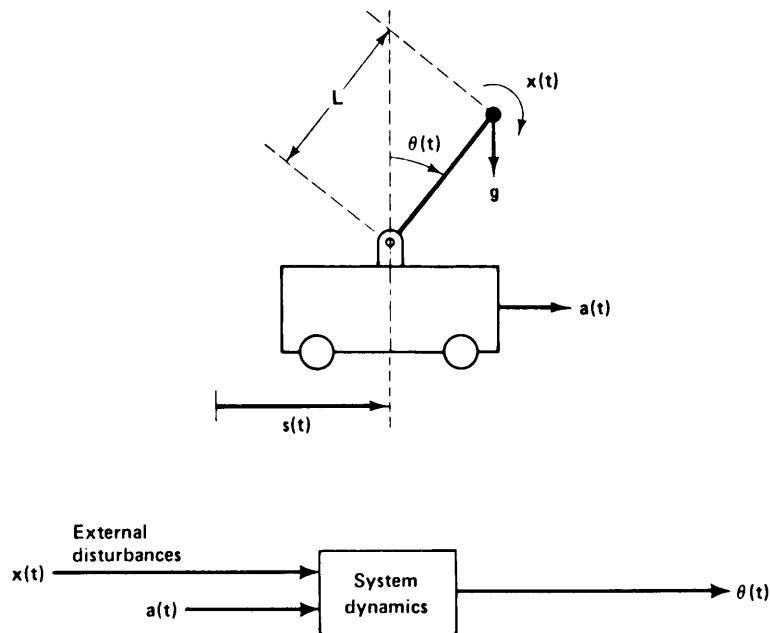 L
x(t)
θ(t)
g
a(t)
s(t)
External
disturbances
x(t)
a(t)
System
dynamics
θ(t)